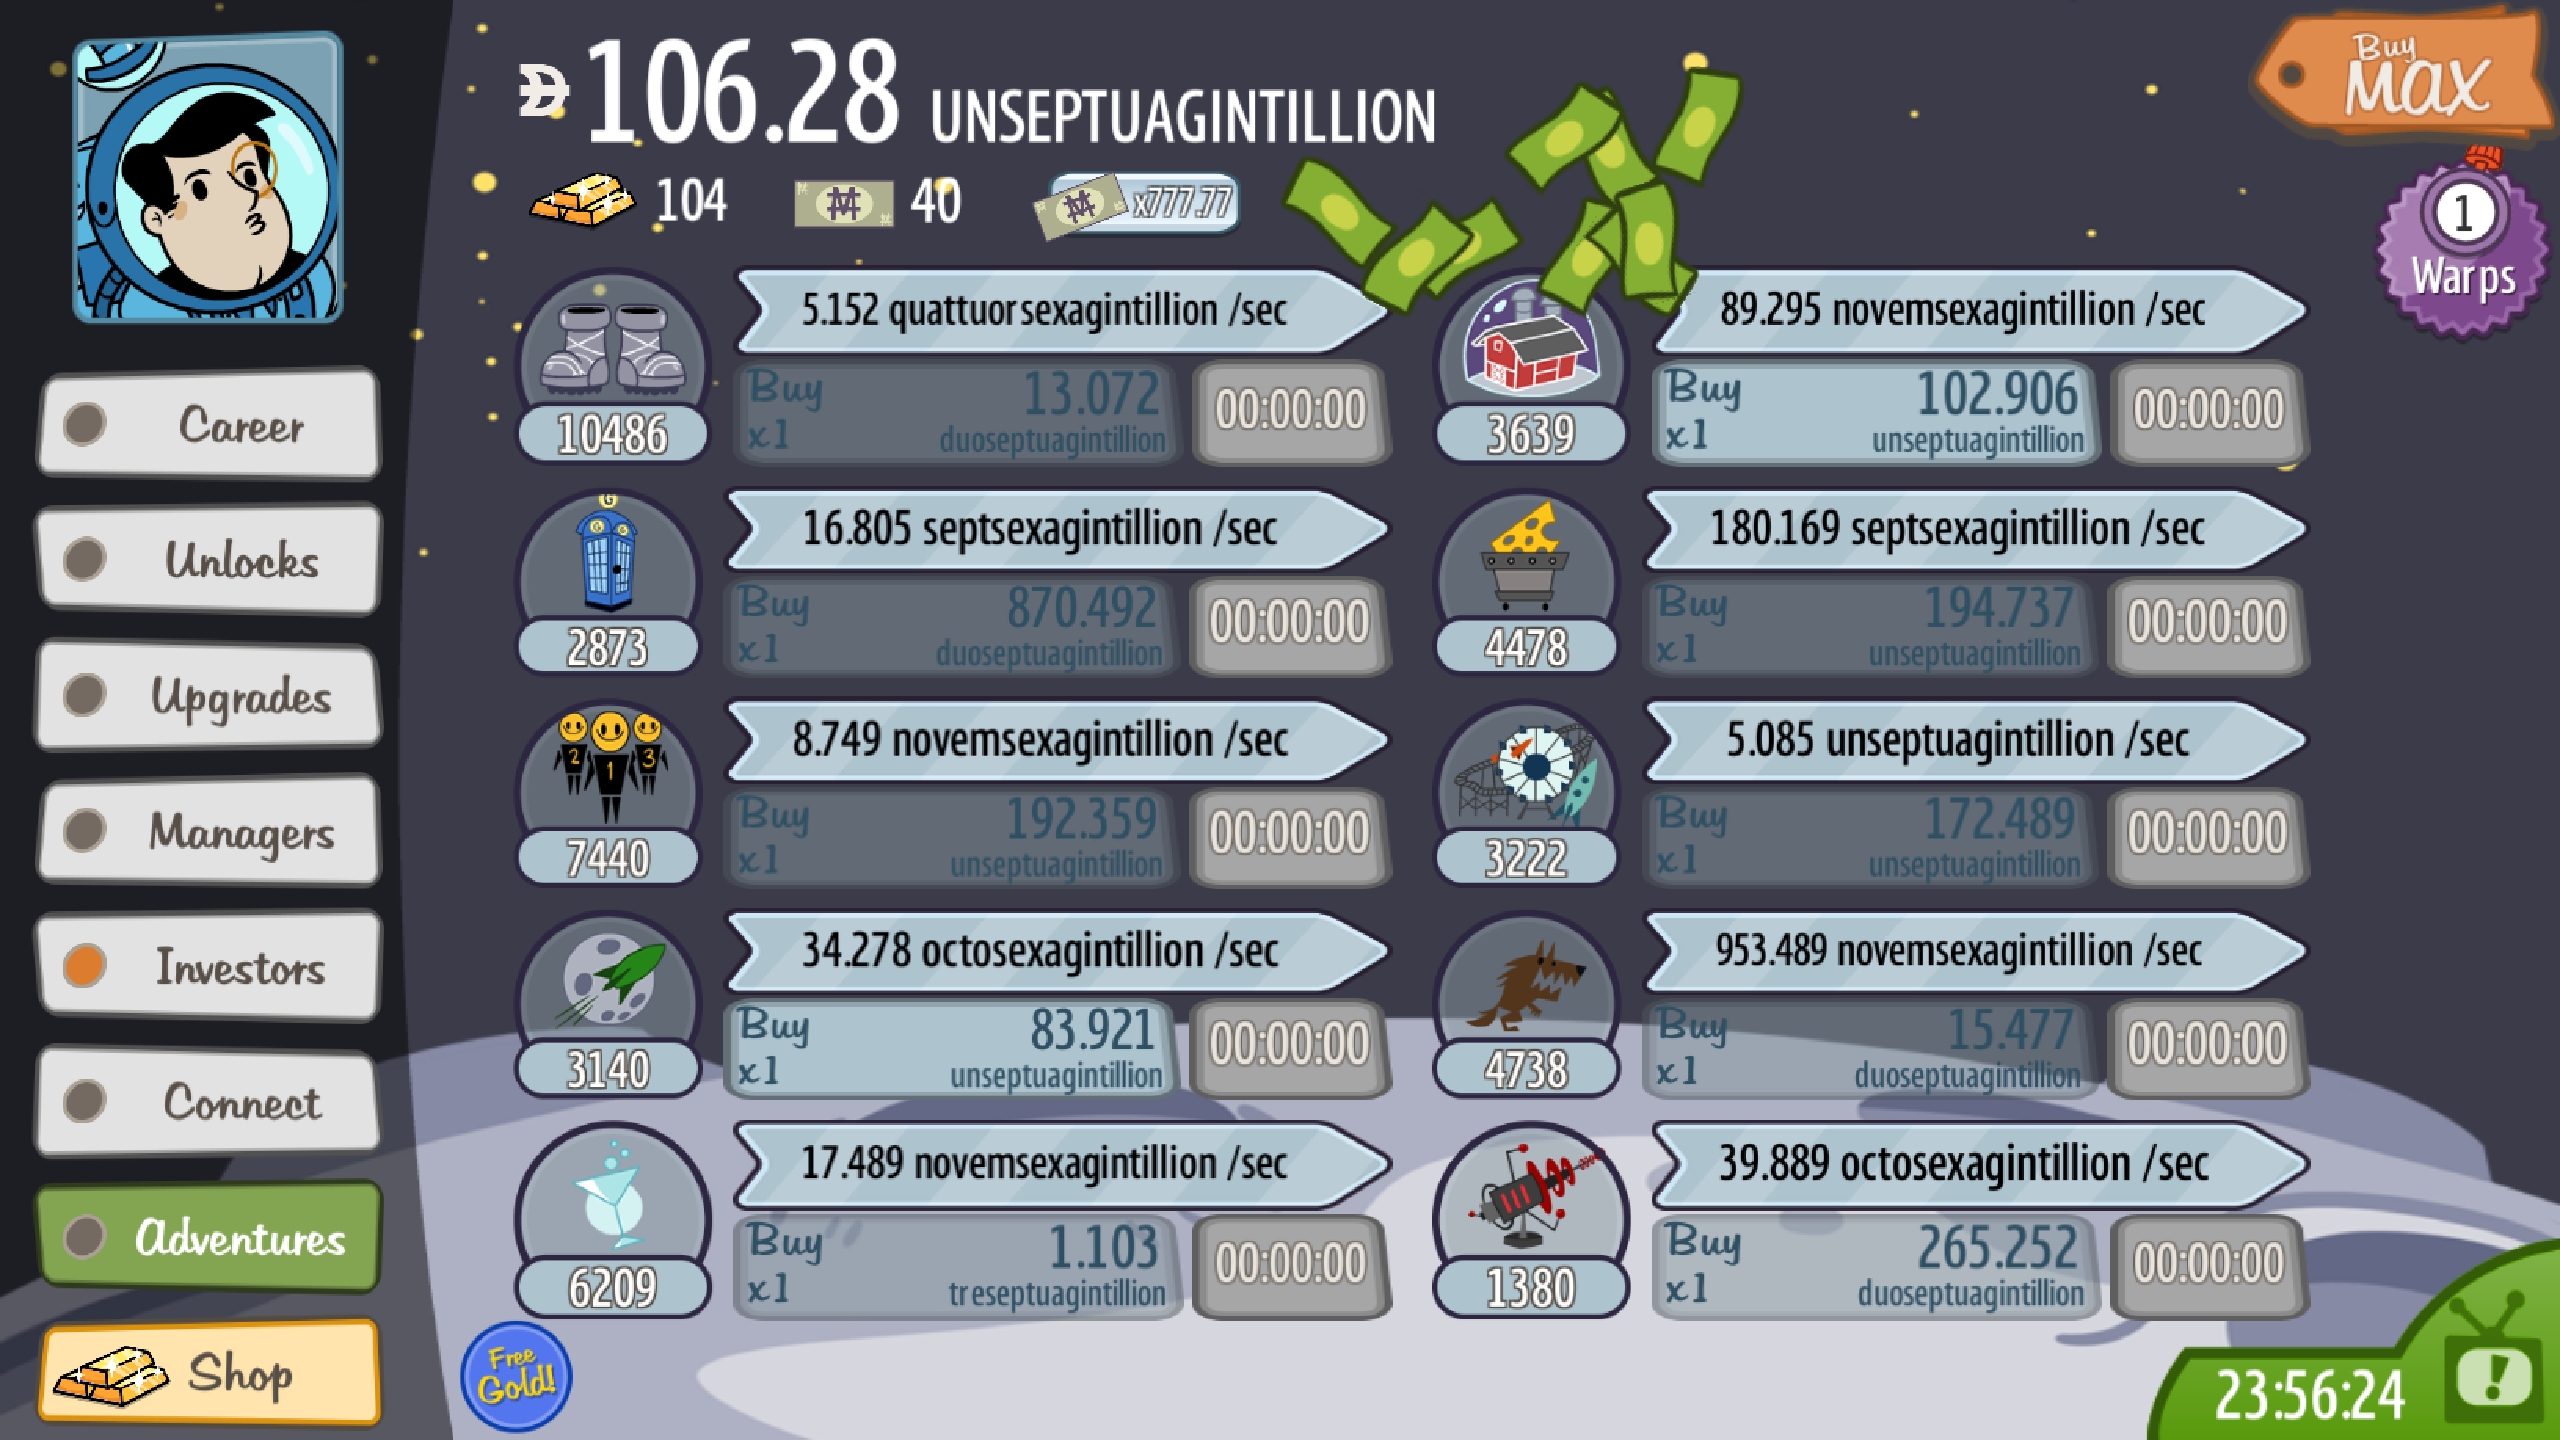 106.28 UNSEPTUAGINTILLION
104 40 x777.77
Buy
MAX
1
Warps
Career
Unlocks
Upgrades
Managers
Investors
Connect
Adventures
Shop
5.152 quattuorsexagintillion /sec
Buy 13.072
x1 duoseptuagintillion
00:00:00
10486
89.295 novemsexagintillion /sec
Buy 102.906
x1 unseptuagintillion
00:00:00
3639
G
16.805 septsexagintillion /sec
Buy 870.492
x1 duoseptuagintillion
00:00:00
2873
180.169 septsexagintillion /sec
Buy 194.737
x1 unseptuagintillion
00:00:00
4478
2 1 3
8.749 novemsexagintillion /sec
Buy 192.359
x1 unseptuagintillion
00:00:00
7440
5.085 unseptuagintillion /sec
Buy 172.489
x1 unseptuagintillion
00:00:00
3222
34.278 octosexagintillion /sec
Buy 83.921
x1 unseptuagintillion
00:00:00
3140
953.489 novemsexagintillion /sec
Buy 15.477
x1 duoseptuagintillion
00:00:00
4738
17.489 novemsexagintillion /sec
Buy 1.103
x1 treseptuagintillion
00:00:00
6209
39.889 octosexagintillion /sec
Buy 265.252
x1 duoseptuagintillion
00:00:00
1380
Free
Gold!
23:56:24
!